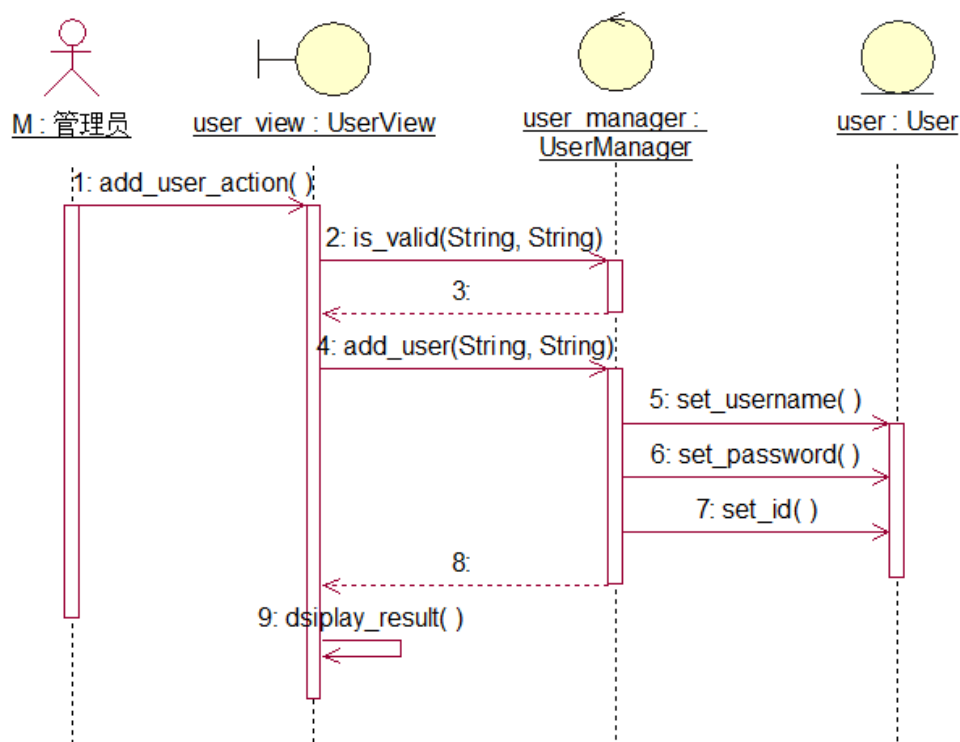 M : 管理员
user_view : UserView
user_manager :
UserManager
user : User
1: add_user_action( )
2: is_valid(String, String)
3:
4: add_user(String, String)
5: set_username( )
6: set_password( )
7: set_id( )
8:
9: dsiplay_result( )